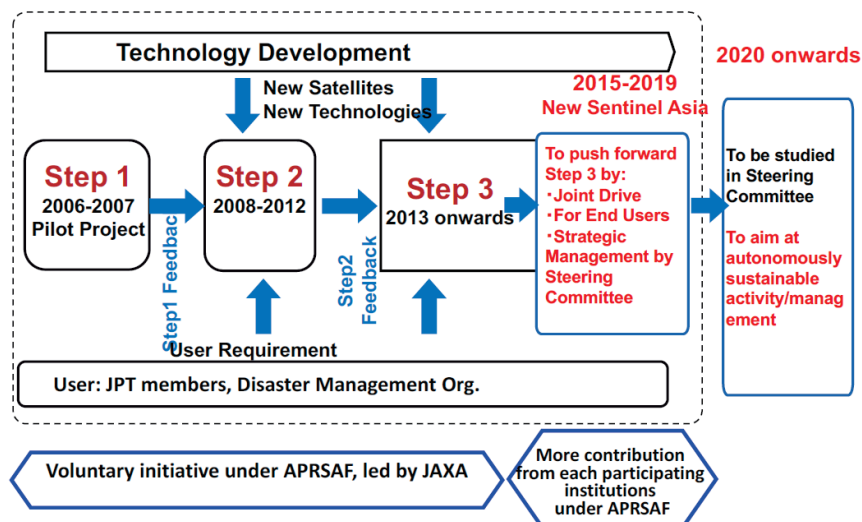 Technology Development
2020 onwards
New Satellites
New Technologies
2015-2019
New Sentinel Asia
Step 1
2006-2007
Pilot Project
Step1 Feedbac
Step 2
2008-2012
Step2
Feedback
Step 3
2013 onwards
To push forward
Step 3 by:
・Joint Drive
・For End Users
・Strategic
Management by
Steering
Committee
To be studied
in Steering
Committee
To aim at
autonomously
sustainable
activity/manag
ement
User Requirement
User: JPT members, Disaster Management Org.
Voluntary initiative under APRSAF, led by JAXA
More contribution
from each participating
institutions
under APRSAF